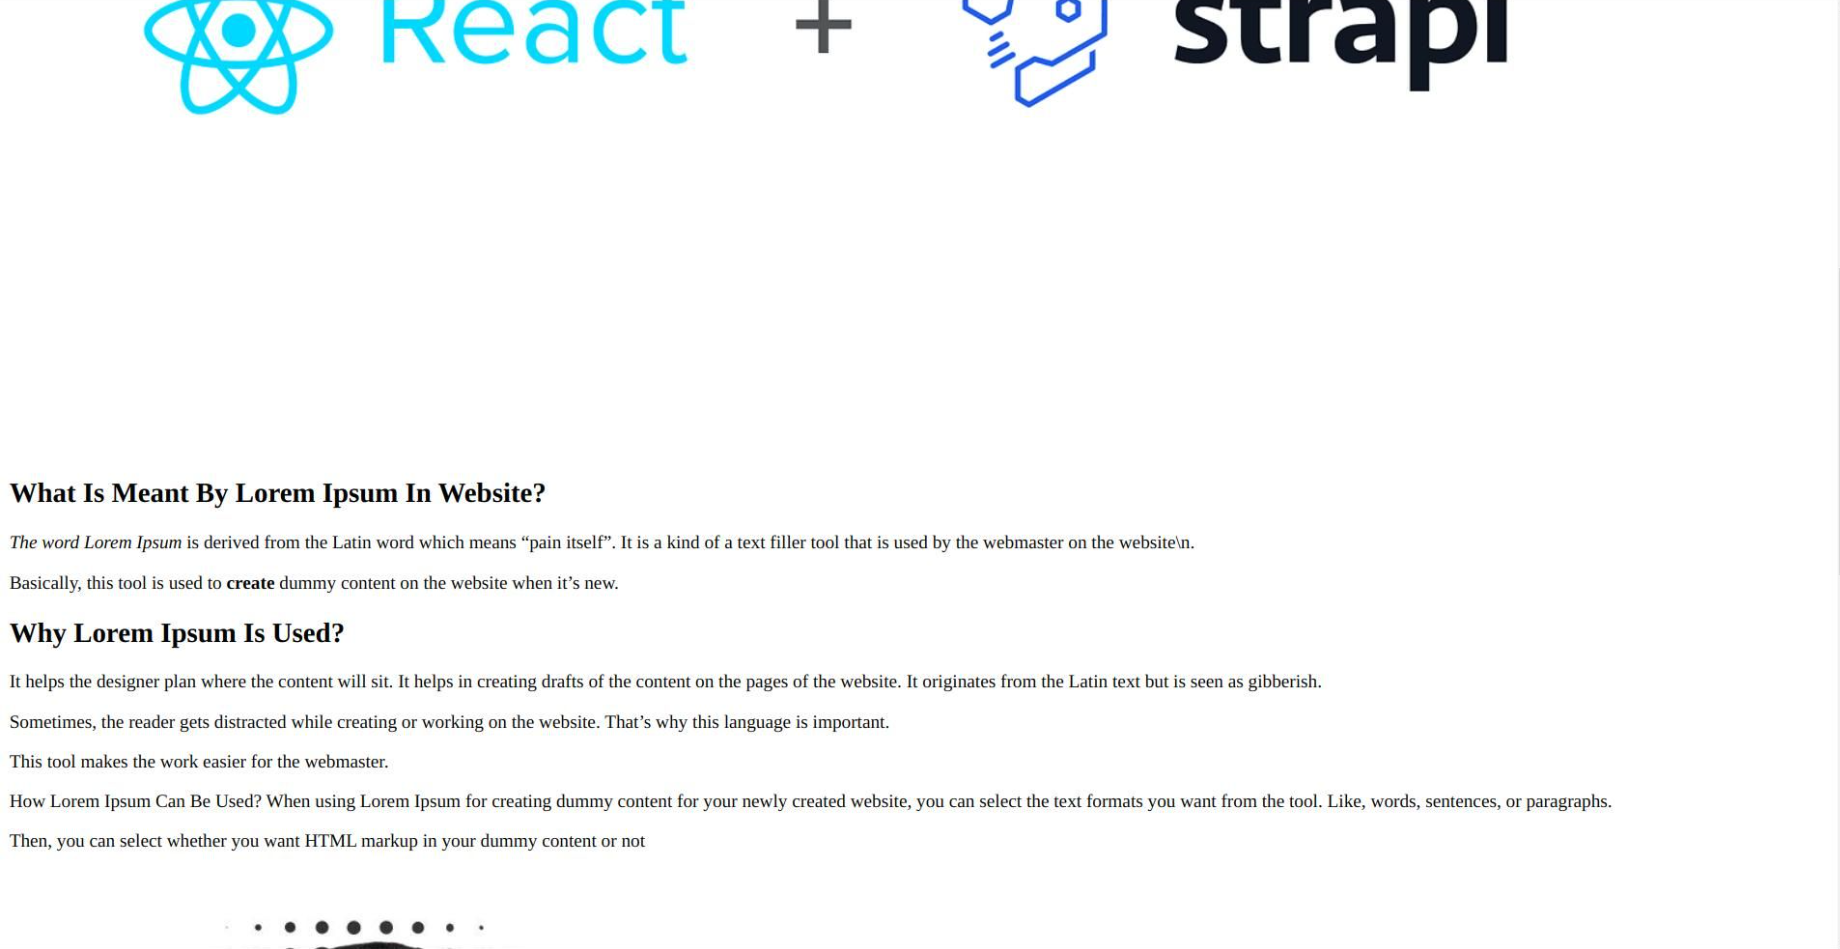 React + strapi
What Is Meant By Lorem Ipsum In Website?
The word Lorem Ipsum is derived from the Latin word which means “pain itself”. It is a kind of a text filler tool that is used by the webmaster on the website\n.
Basically, this tool is used to create dummy content on the website when it’s new.
Why Lorem Ipsum Is Used?
It helps the designer plan where the content will sit. It helps in creating drafts of the content on the pages of the website. It originates from the Latin text but is seen as gibberish.
Sometimes, the reader gets distracted while creating or working on the website. That’s why this language is important.
This tool makes the work easier for the webmaster.
How Lorem Ipsum Can Be Used? When using Lorem Ipsum for creating dummy content for your newly created website, you can select the text formats you want from the tool. Like, words, sentences, or paragraphs.
Then, you can select whether you want HTML markup in your dummy content or not